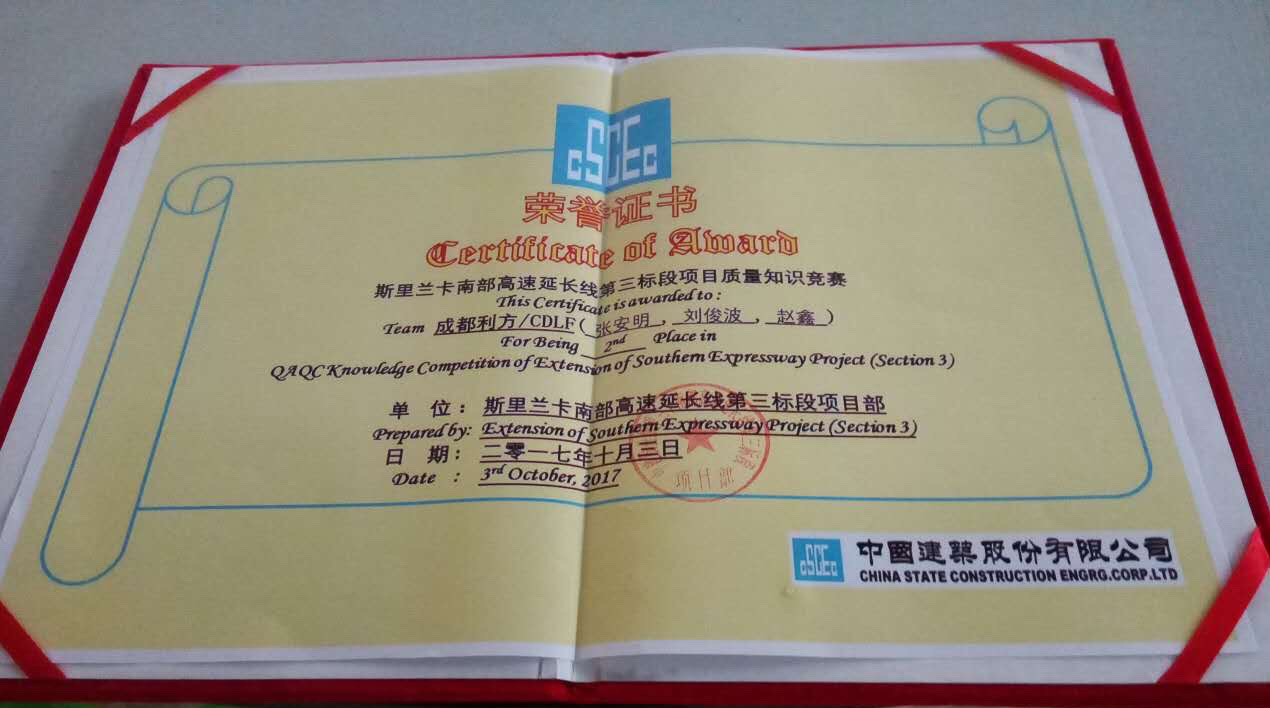 CSCEC
荣誉证书
Certificate of Award
斯里兰卡南部高速延长线第三标段项目质量知识竞赛
This Certificate is awarded to:
Team 成都利方/CDLF( 张安明 , 刘俊波 , 赵鑫 )
For Being 2nd Place in
QAQC Knowledge Competition of Extension of Southern Expressway Project (Section 3)
单 位: 斯里兰卡南部高速延长线第三标段项目部
Prepared by: Extension of Southern Expressway Project (Section 3)
日 期: 二零一七年十月三日
Date : 3rd October, 2017
项目部
CSCEC 中國建築股份有限公司
CHINA STATE CONSTRUCTION ENGRG.CORP.LTD